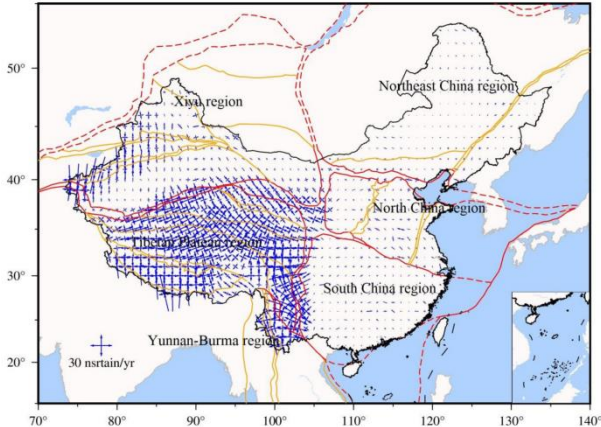 50°
40°
30°
20°
Xiyu region
Northeast China region
North China region
Tibetan Plateau region
South China region
Yunnan-Burma region
30 nsrtain/yr
70°
80°
90°
100°
110°
120°
130°
140°